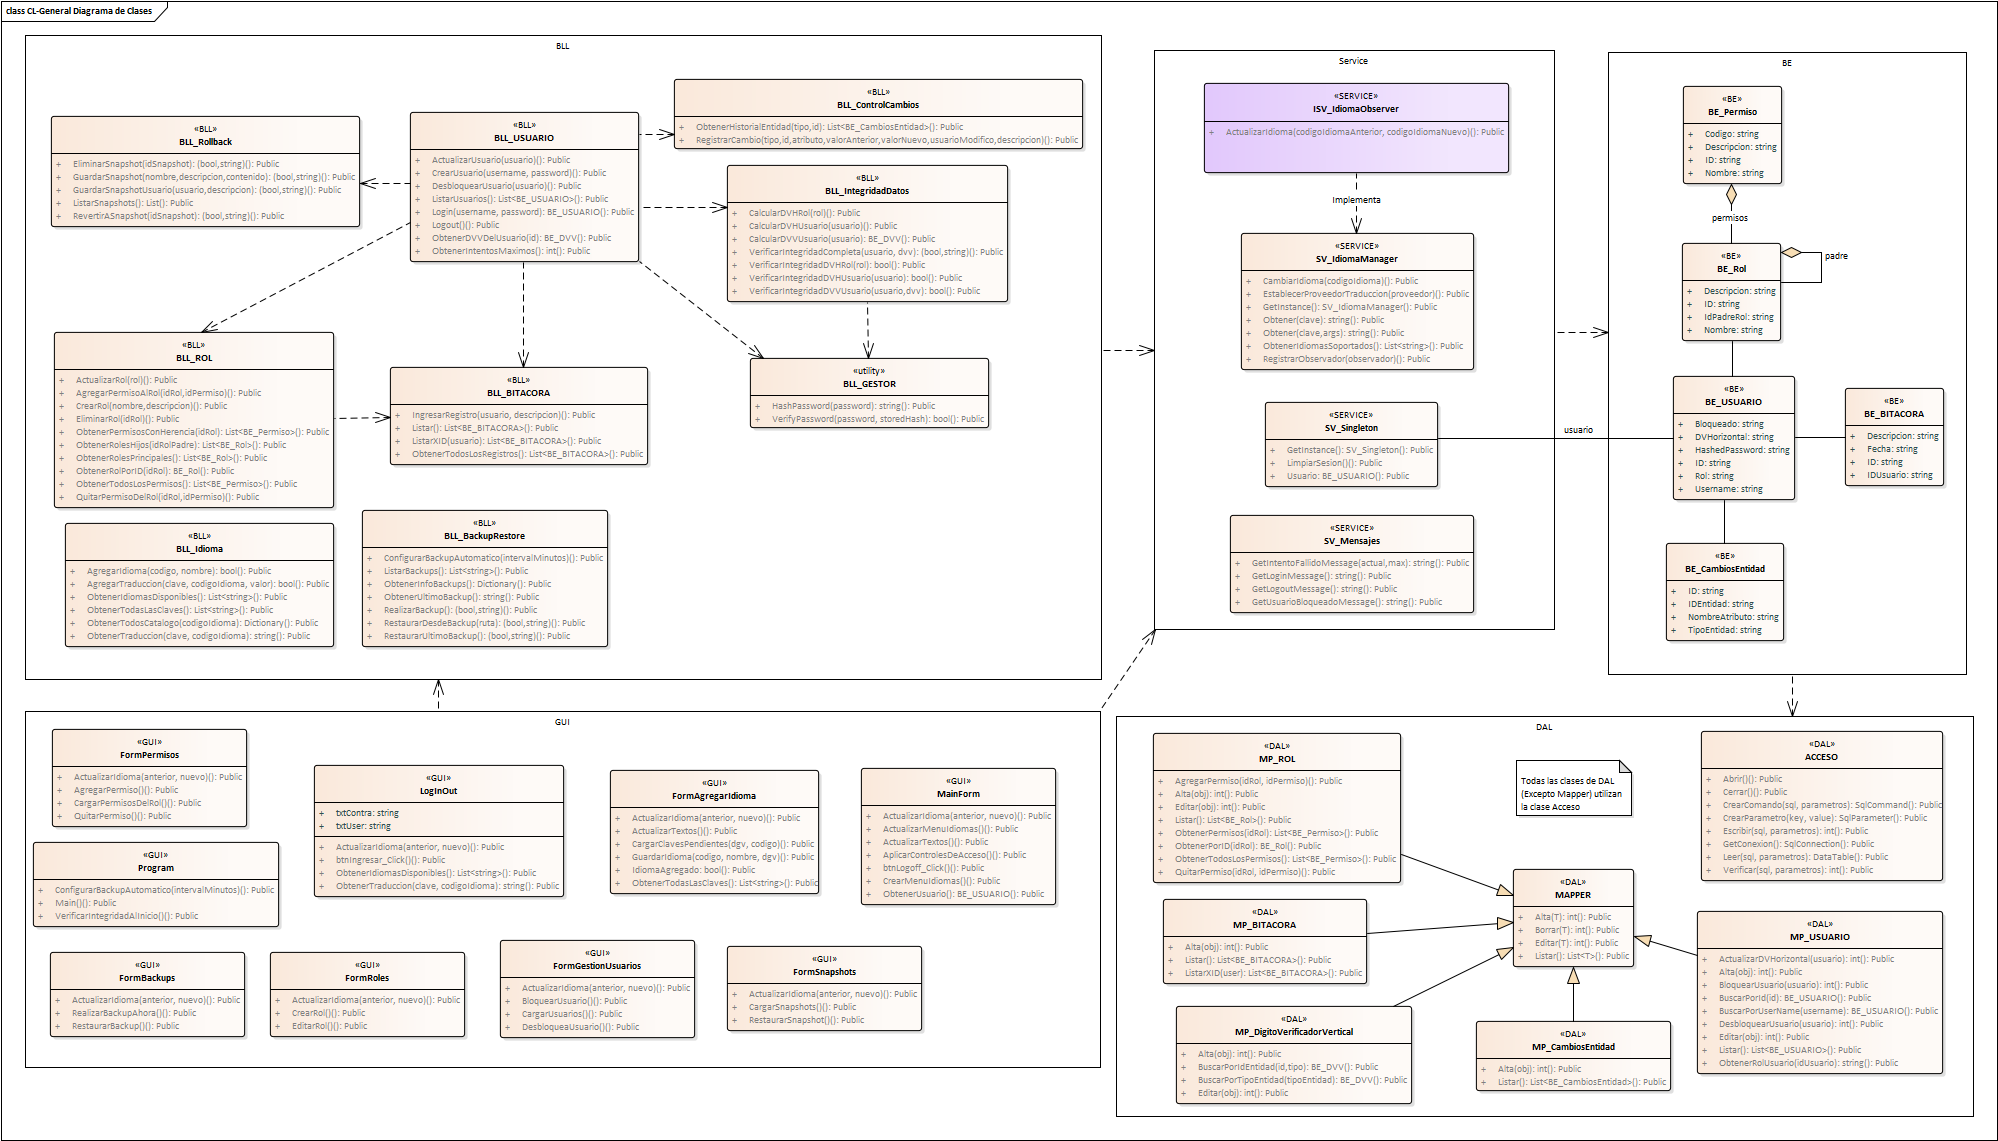 class CL-General Diagrama de Clases
BLL
«BLL»
BLL_Rollback
+ EliminarSnapshot(idSnapshot): (bool,string)(): Public
+ GuardarSnapshot(nombre,descripcion,contenido): (bool,string)(): Public
+ GuardarSnapshotUsuario(usuario,descripcion): (bool,string)(): Public
+ ListarSnapshots(): List(): Public
+ RevertirASnapshot(idSnapshot): (bool,string)(): Public
«BLL»
BLL_USUARIO
+ ActualizarUsuario(usuario)(): Public
+ CrearUsuario(username, password)(): Public
+ DesbloquearUsuario(usuario)(): Public
+ ListarUsuarios(): List<BE_USUARIO>(): Public
+ Login(username, password): BE_USUARIO(): Public
+ Logout()(): Public
+ ObtenerDVVDelUsuario(id): BE_DVV(): Public
+ ObtenerIntentosMaximos(): int(): Public
«BLL»
BLL_ControlCambios
+ ObtenerHistorialEntidad(tipo,id): List<BE_CambiosEntidad>(): Public
+ RegistrarCambio(tipo,id,atributo,valorAnterior,valorNuevo,usuarioModifico,descripcion)(): Public
«BLL»
BLL_IntegridadDatos
+ CalcularDVHRol(rol)(): Public
+ CalcularDVHUsuario(usuario)(): Public
+ CalcularDVVUsuario(usuario): BE_DVV(): Public
+ VerificarIntegridadCompleta(usuario, dvv): (bool,string)(): Public
+ VerificarIntegridadDVHRol(rol): bool(): Public
+ VerificarIntegridadDVHUsuario(usuario): bool(): Public
+ VerificarIntegridadDVVUsuario(usuario,dvv): bool(): Public
«BLL»
BLL_ROL
+ ActualizarRol(rol)(): Public
+ AgregarPermisoAlRol(idRol,idPermiso)(): Public
+ CrearRol(nombre,descripcion)(): Public
+ EliminarRol(idRol)(): Public
+ ObtenerPermisosConHerencia(idRol): List<BE_Permiso>(): Public
+ ObtenerRolesHijos(idRolPadre): List<BE_Rol>(): Public
+ ObtenerRolesPrincipales(): List<BE_Rol>(): Public
+ ObtenerRolPorID(idRol): BE_Rol(): Public
+ ObtenerTodosLosPermisos(): List<BE_Permiso>(): Public
+ QuitarPermisoDelRol(idRol,idPermiso)(): Public
«BLL»
BLL_BITACORA
+ IngresarRegistro(usuario, descripcion)(): Public
+ Listar(): List<BE_BITACORA>(): Public
+ ListarXID(usuario): List<BE_BITACORA>(): Public
+ ObtenerTodosLosRegistros(): List<BE_BITACORA>(): Public
«utility»
BLL_GESTOR
+ HashPassword(password): string(): Public
+ VerifyPassword(password, storedHash): bool(): Public
«BLL»
BLL_Idioma
+ AgregarIdioma(codigo, nombre): bool(): Public
+ AgregarTraduccion(clave, codigoIdioma, valor): bool(): Public
+ ObtenerIdiomasDisponibles(): List<string>(): Public
+ ObtenerTodasLasClaves(): List<string>(): Public
+ ObtenerTodosCatalogo(codigoIdioma): Dictionary(): Public
+ ObtenerTraduccion(clave, codigoIdioma): string(): Public
«BLL»
BLL_BackupRestore
+ ConfigurarBackupAutomatico(intervalMinutos)(): Public
+ ListarBackups(): List<string>(): Public
+ ObtenerInfoBackups(): Dictionary(): Public
+ ObtenerUltimoBackup(): string(): Public
+ RealizarBackup(): (bool,string)(): Public
+ RestaurarDesdeBackup(ruta): (bool,string)(): Public
+ RestaurarUltimoBackup(): (bool,string)(): Public
Service
«SERVICE»
ISV_IdiomaObserver
+ ActualizarIdioma(codigoIdiomaAnterior, codigoIdiomaNuevo)(): Public
Implementa
«SERVICE»
SV_IdiomaManager
+ CambiarIdioma(codigoIdioma)(): Public
+ EstablecerProveedorTraduccion(proveedor)(): Public
+ GetInstance(): SV_IdiomaManager(): Public
+ Obtener(clave): string(): Public
+ Obtener(clave,args): string(): Public
+ ObtenerIdiomasSoportados(): List<string>(): Public
+ RegistrarObservador(observador)(): Public
«SERVICE»
SV_Singleton
+ GetInstance(): SV_Singleton(): Public
+ LimpiarSesion()(): Public
+ Usuario: BE_USUARIO(): Public
usuario
«SERVICE»
SV_Mensajes
+ GetIntentoFallidoMessage(actual,max): string(): Public
+ GetLoginMessage(): string(): Public
+ GetLogoutMessage(): string(): Public
+ GetUsuarioBloqueadoMessage(): string(): Public
BE
«BE»
BE_Permiso
+ Codigo: string
+ Descripcion: string
+ ID: string
+ Nombre: string
permisos
«BE»
BE_Rol
+ Descripcion: string
+ ID: string
+ IdPadreRol: string
+ Nombre: string
padre
«BE»
BE_USUARIO
+ Bloqueado: string
+ DVHorizontal: string
+ HashedPassword: string
+ ID: string
+ Rol: string
+ Username: string
«BE»
BE_BITACORA
+ Descripcion: string
+ Fecha: string
+ ID: string
+ IDUsuario: string
«BE»
BE_CambiosEntidad
+ ID: string
+ IDEntidad: string
+ NombreAtributo: string
+ TipoEntidad: string
GUI
«GUI»
FormPermisos
+ ActualizarIdioma(anterior, nuevo)(): Public
+ AgregarPermiso()(): Public
+ CargarPermisosDelRol()(): Public
+ QuitarPermiso()(): Public
«GUI»
LogInOut
+ txtContra: string
+ txtUser: string
+ ActualizarIdioma(anterior, nuevo)(): Public
+ btnIngresar_Click()(): Public
+ ObtenerIdiomasDisponibles(): List<string>(): Public
+ ObtenerTraduccion(clave, codigoIdioma): string(): Public
«GUI»
FormAgregarIdioma
+ ActualizarIdioma(anterior, nuevo)(): Public
+ ActualizarTextos()(): Public
+ CargarClavesPendientes(dgv, codigo)(): Public
+ GuardarIdioma(codigo, nombre, dgv)(): Public
+ IdiomaAgregado: bool(): Public
+ ObtenerTodasLasClaves(): List<string>(): Public
«GUI»
MainForm
+ ActualizarIdioma(anterior, nuevo)(): Public
+ ActualizarMenuIdiomas()(): Public
+ ActualizarTextos()(): Public
+ AplicarControlesDeAcceso()(): Public
+ btnLogoff_Click()(): Public
+ CrearMenuIdiomas()(): Public
+ ObtenerUsuario(): BE_USUARIO(): Public
«GUI»
Program
+ ConfigurarBackupAutomatico(intervalMinutos)(): Public
+ Main()(): Public
+ VerificarIntegridadAlInicio()(): Public
«GUI»
FormBackups
+ ActualizarIdioma(anterior, nuevo)(): Public
+ RealizarBackupAhora()(): Public
+ RestaurarBackup()(): Public
«GUI»
FormRoles
+ ActualizarIdioma(anterior, nuevo)(): Public
+ CrearRol()(): Public
+ EditarRol()(): Public
«GUI»
FormGestionUsuarios
+ ActualizarIdioma(anterior, nuevo)(): Public
+ BloquearUsuario()(): Public
+ CargarUsuarios()(): Public
+ DesbloqueaUsuario()(): Public
«GUI»
FormSnapshots
+ ActualizarIdioma(anterior, nuevo)(): Public
+ CargarSnapshots()(): Public
+ RestaurarSnapshot()(): Public
DAL
«DAL»
MP_ROL
+ AgregarPermiso(idRol, idPermiso)(): Public
+ Alta(obj): int(): Public
+ Editar(obj): int(): Public
+ Listar(): List<BE_Rol>(): Public
+ ObtenerPermisos(idRol): List<BE_Permiso>(): Public
+ ObtenerPorID(idRol): BE_Rol(): Public
+ ObtenerTodosLosPermisos(): List<BE_Permiso>(): Public
+ QuitarPermiso(idRol, idPermiso)(): Public
Todas las clases de DAL
(Excepto Mapper) utilizan
la clase Acceso
«DAL»
ACCESO
+ Abrir()(): Public
+ Cerrar()(): Public
+ CrearComando(sql, parametros): SqlCommand(): Public
+ CrearParametro(key, value): SqlParameter(): Public
+ Escribir(sql, parametros): int(): Public
+ GetConexion(): SqlConnection(): Public
+ Leer(sql, parametros): DataTable(): Public
+ Verificar(sql, parametros): int(): Public
«DAL»
MAPPER
+ Alta(T): int(): Public
+ Borrar(T): int(): Public
+ Editar(T): int(): Public
+ Listar(): List<T>(): Public
«DAL»
MP_BITACORA
+ Alta(obj): int(): Public
+ Listar(): List<BE_BITACORA>(): Public
+ ListarXID(user): List<BE_BITACORA>(): Public
«DAL»
MP_USUARIO
+ ActualizarDVHorizontal(usuario): int(): Public
+ Alta(obj): int(): Public
+ BloquearUsuario(usuario): int(): Public
+ BuscarPorId(id): BE_USUARIO(): Public
+ BuscarPorUserName(username): BE_USUARIO(): Public
+ DesbloquearUsuario(usuario): int(): Public
+ Editar(obj): int(): Public
+ Listar(): List<BE_USUARIO>(): Public
+ ObtenerRolUsuario(idUsuario): string(): Public
«DAL»
MP_DigitoVerificadorVertical
+ Alta(obj): int(): Public
+ BuscarPorIdEntidad(id,tipo): BE_DVV(): Public
+ BuscarPorTipoEntidad(tipoEntidad): BE_DVV(): Public
+ Editar(obj): int(): Public
«DAL»
MP_CambiosEntidad
+ Alta(obj): int(): Public
+ Listar(): List<BE_CambiosEntidad>(): Public